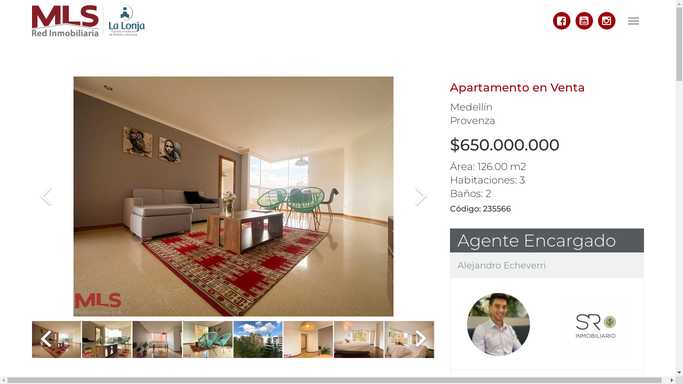 MLS
Red Inmobiliaria
La Lonja
Apartamento en Venta
Medellín
Provenza
$650.000.000
Área: 126.00 m2
Habitaciones: 3
Baños: 2
Código: 235566
MLS
Agente Encargado
Alejandro Echeverri
SR
INMOBILIARIO